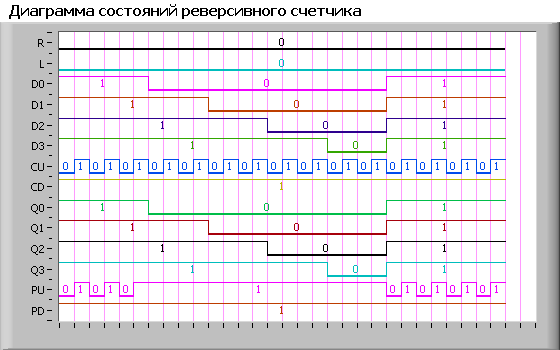 Диаграмма состояний реверсивного счетчика
R 0
L 0
D0 1 0 1
D1 1 0 1
D2 1 0 1
D3 1 0 1
CU 0 1 0 1 0 1 0 1 0 1 0 1 0 1 0 1 0 1 0 1 0 1 0 1 0 1 0 1 0 1
CD 1
Q0 1 0 1
Q1 1 0 1
Q2 1 0 1
Q3 1 0 1
PU 0 1 0 1 0 1 0 1 0 1 0 1 0 1
PD 1